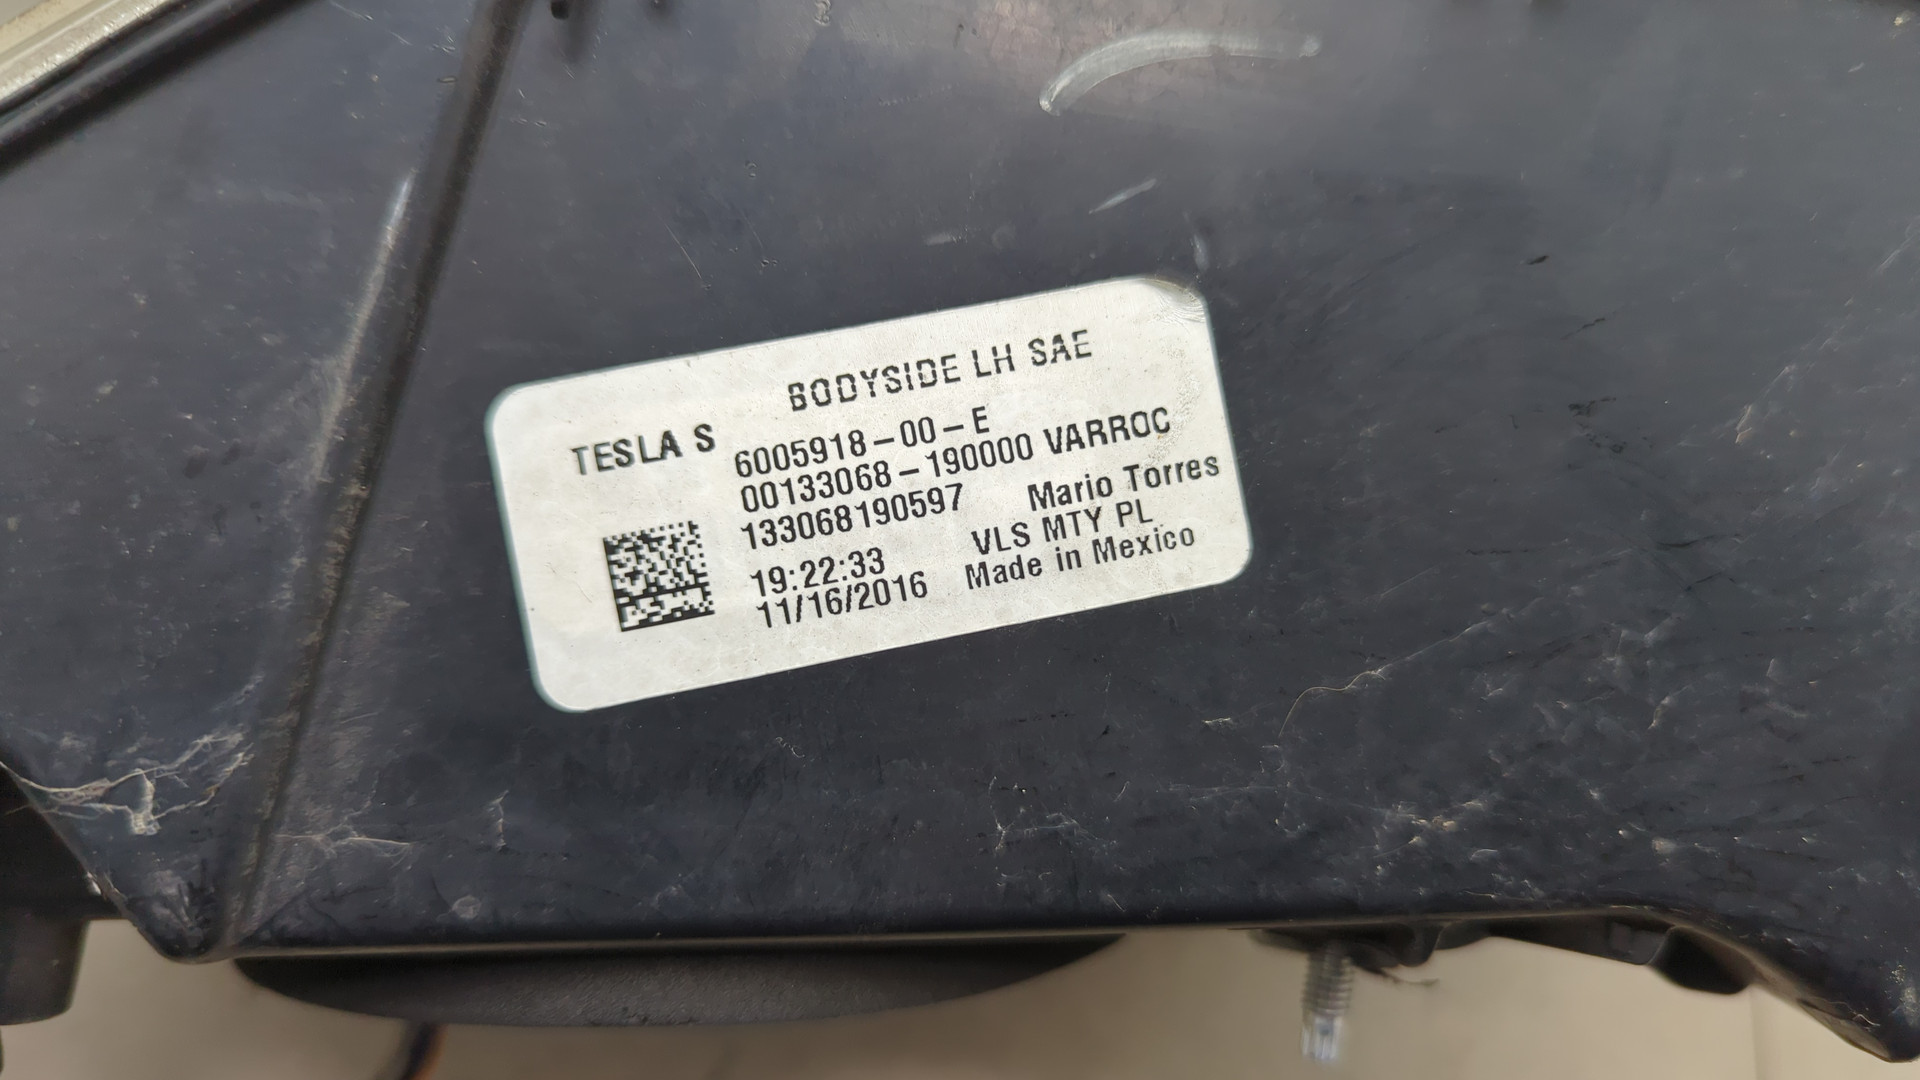 BODYSIDE LH SAE
TESLA S
6005918-00-E
00133068-190000 VARROC
133068190597 Mario Torres
VLS MTY PL
19:22:33
11/16/2016 Made in Mexico